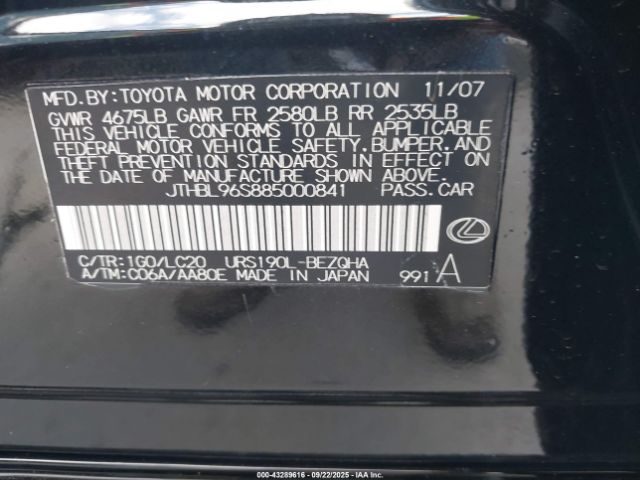 MFD.BY:TOYOTA MOTOR CORPORATION 11/07
GVWR 4675LB GAWR FR 2580LB RR 2535LB
THIS VEHICLE CONFORMS TO ALL APPLICABLE
FEDERAL MOTOR VEHICLE SAFETY,BUMPER,AND
THEFT PREVENTION STANDARDS IN EFFECT ON
THE DATE OF MANUFACTURE SHOWN ABOVE.
JTHBL96S885000841 PASS.CAR
C/TR:1G0/LC20 URS190L-BEZQHA
A/TM:C06A/AA80E MADE IN JAPAN 991 A
000-43289616 - 09/22/2025 - IAA Inc.